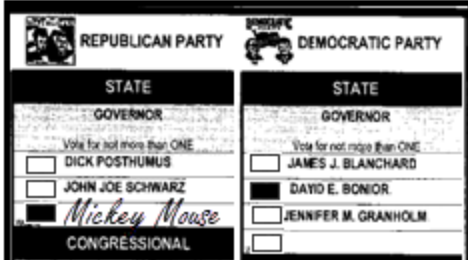 REPUBLICAN PARTY
STATE
GOVERNOR
Vote for not more than ONE
DICK POSTHUMUS
JOHN JOE SCHWARZ
Mickey Mouse
CONGRESSIONAL
DEMOCRATIC PARTY
STATE
GOVERNOR
Vote for not more than ONE
JAMES J. BLANCHARD
DAVID E. BONIOR
JENNIFER M. GRANHOLM